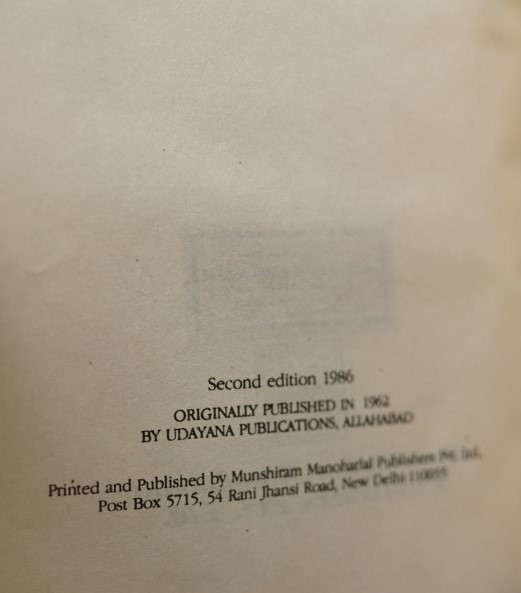 Second edition 1986
ORIGINALLY PUBLISHED IN 1962
BY UDAYANA PUBLICATIONS, ALLAHABAD
Printed and Published by Munshiram Manoharlal Publishers Pvt. Ltd.,
Post Box 5715, 54 Rani Jhansi Road, New Delhi-110055